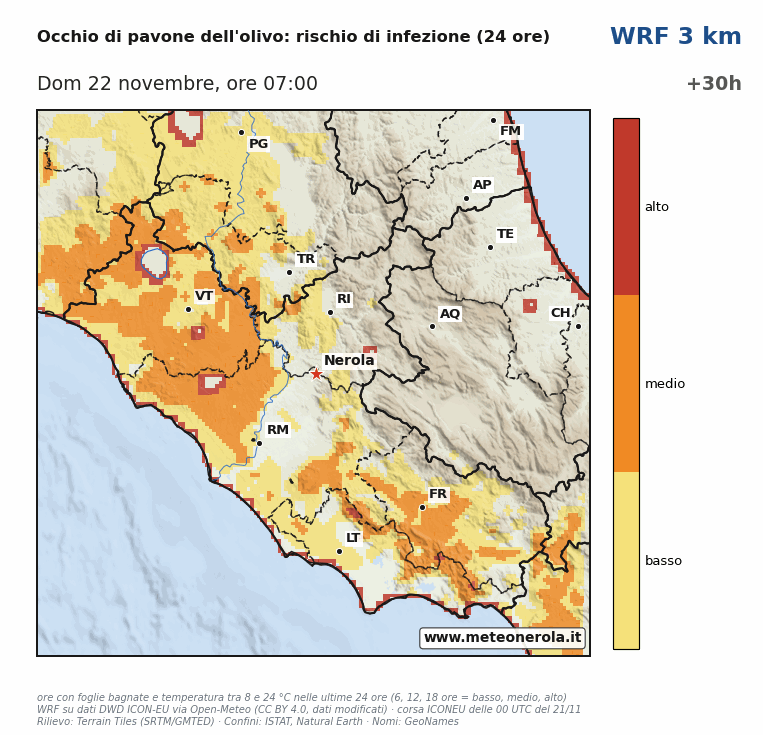 Occhio di pavone dell'olivo: rischio di infezione (24 ore)
WRF 3 km
Dom 22 novembre, ore 07:00
+30h
FM
PG
AP
TE
TR
VT
RI
AQ
CH
Nerola
RM
FR
LT
alto
medio
basso
www.meteonerola.it
ore con foglie bagnate e temperatura tra 8 e 24 °C nelle ultime 24 ore (6, 12, 18 ore = basso, medio, alto)
WRF su dati DWD ICON-EU via Open-Meteo (CC BY 4.0, dati modificati) · corsa ICONEU delle 00 UTC del 21/11
Rilievo: Terrain Tiles (SRTM/GMTED) · Confini: ISTAT, Natural Earth · Nomi: GeoNames